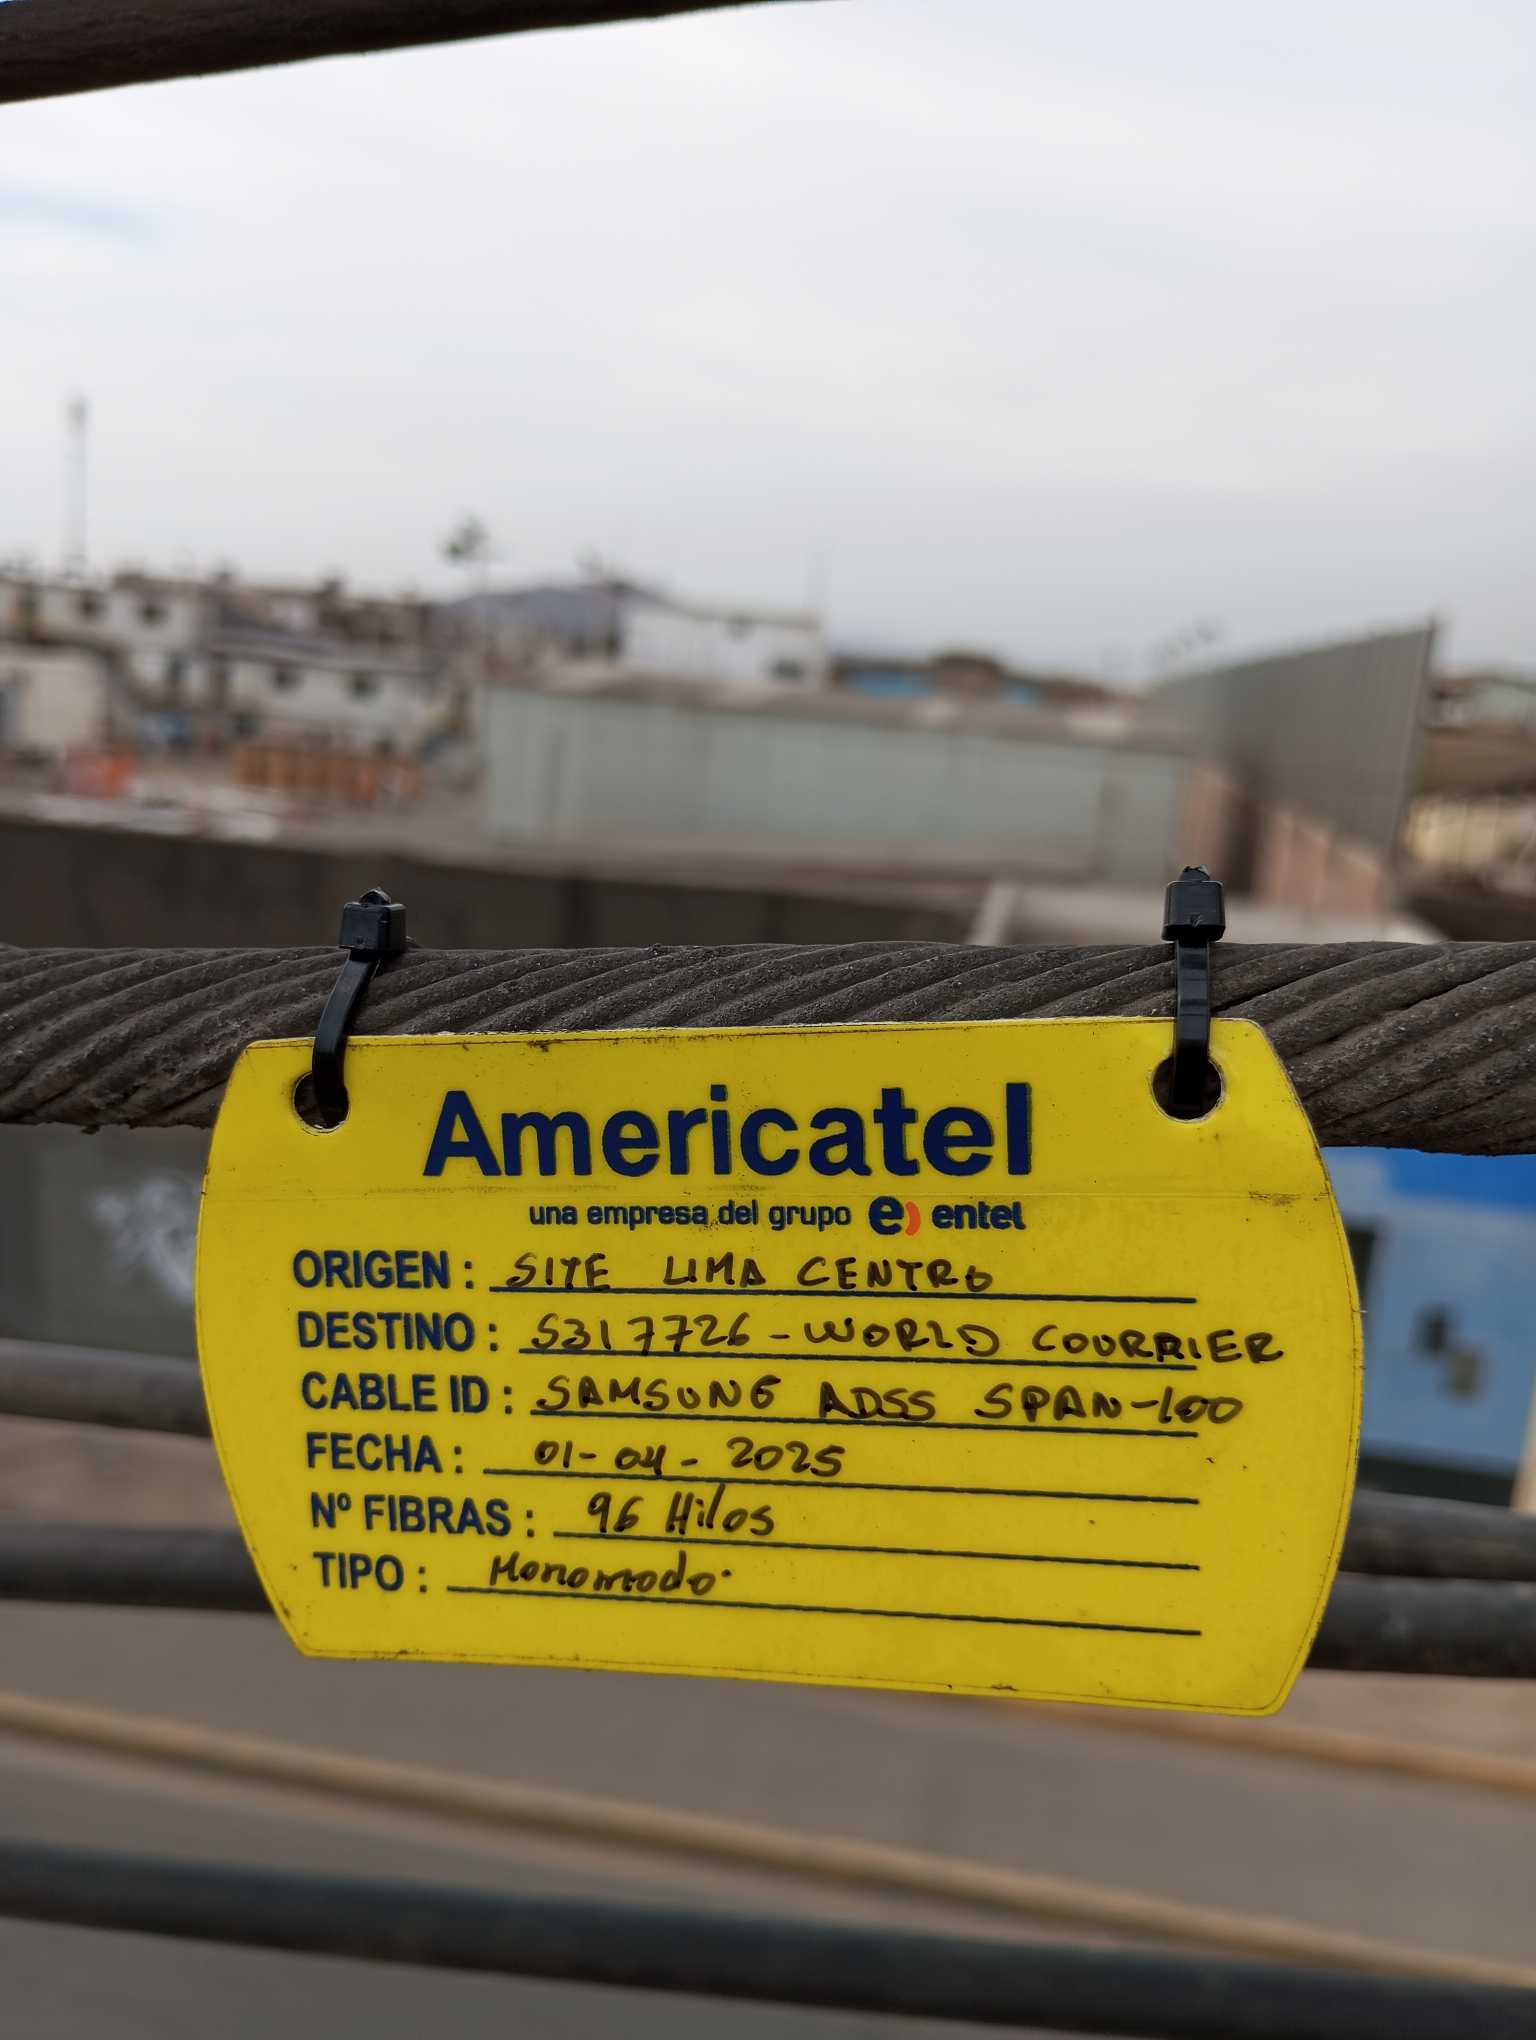 Americatel
una empresa del grupo e) entel
ORIGEN : SITE LIMA CENTRO
DESTINO : S317726 - WORLD COURRIER
CABLE ID : SAMSUNG ADSS SPAN-100
FECHA : 01-04-2025
Nº FIBRAS : 96 Hilos
TIPO : Monomodo